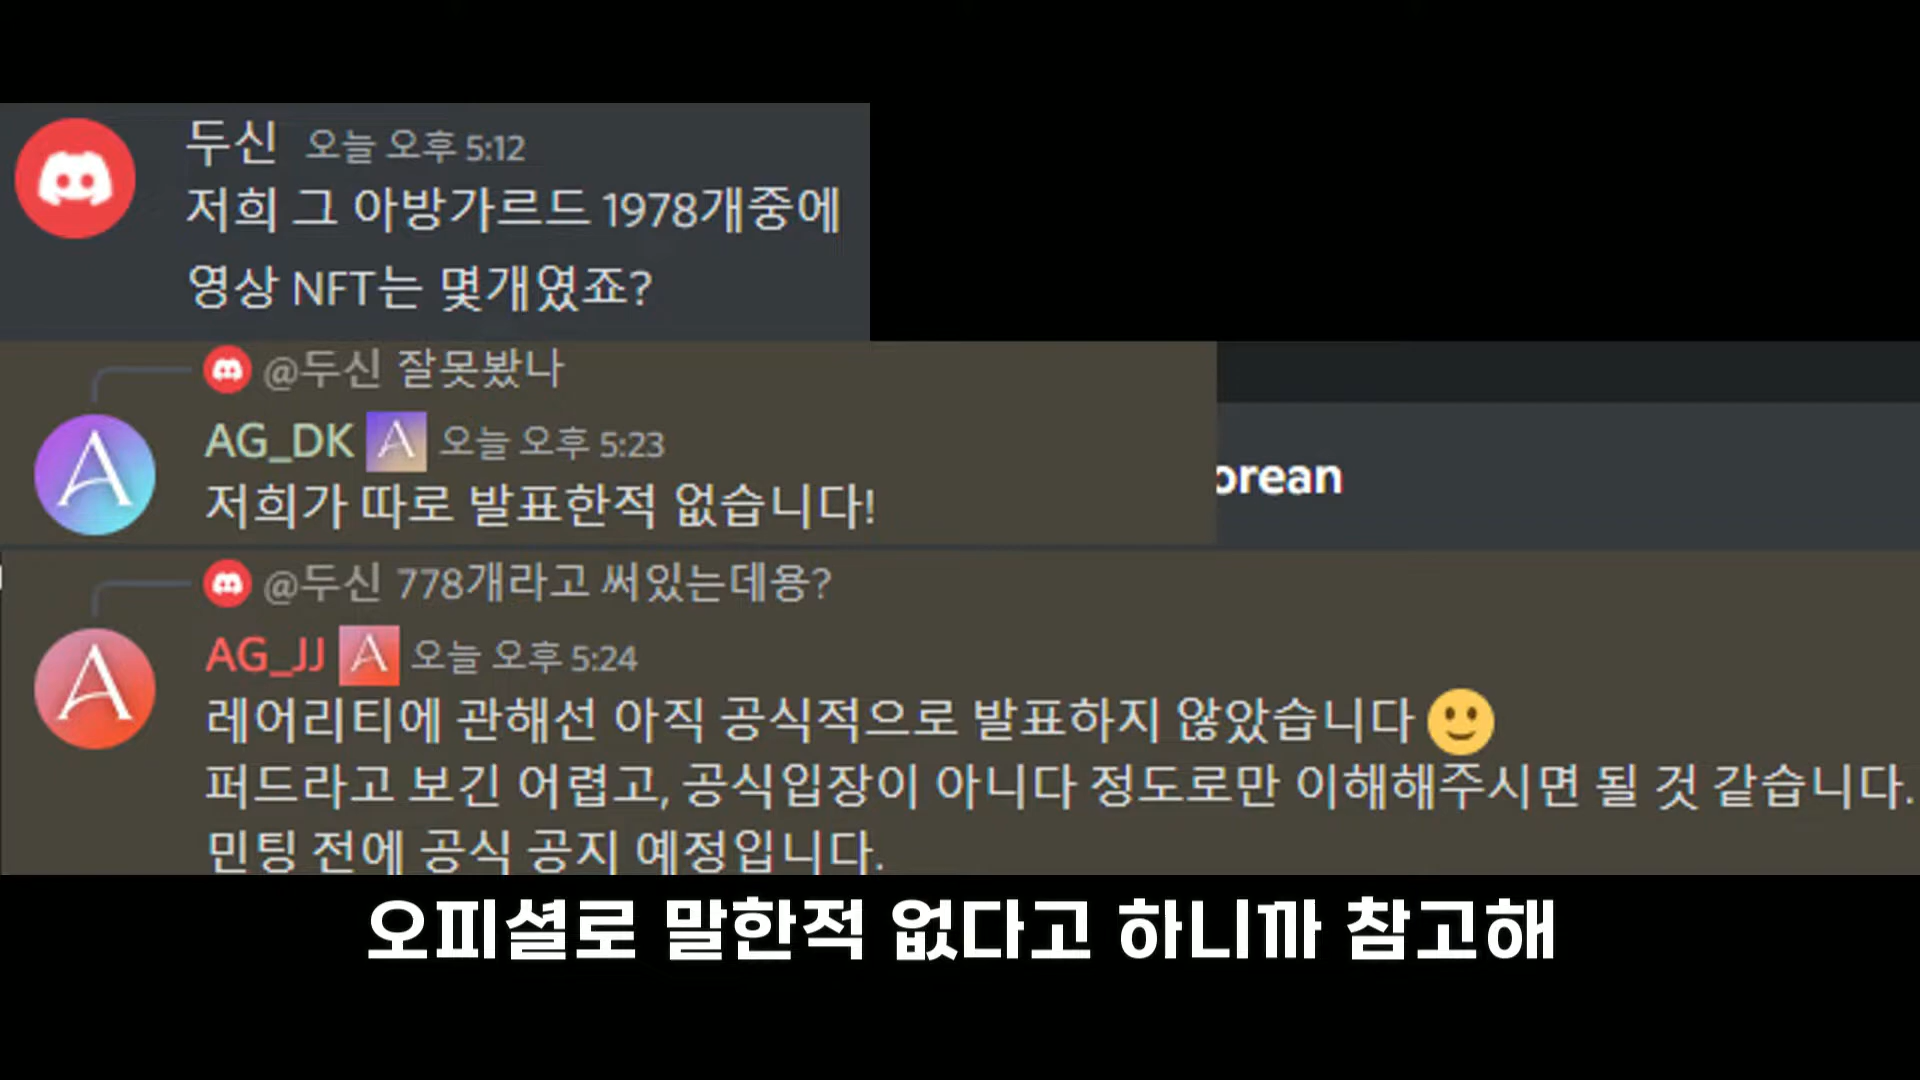 두신 오늘 오후 5:12
저희 그 아방가르드 1978개중에
영상 NFT는 몇개였죠?
@두신 잘못봤나
AG_DK A 오늘 오후 5:23
저희가 따로 발표한적 없습니다!
orean
@두신 778개라고 써있는데용?
AG_JJ A 오늘 오후 5:24
레어리티에 관해선 아직 공식적으로 발표하지 않았습니다
퍼드라고 보긴 어렵고, 공식입장이 아니다 정도로만 이해해주시면 될 것 같습니다.
민팅 전에 공식 공지 예정입니다.
오피셜로 말한적 없다고 하니까 참고해